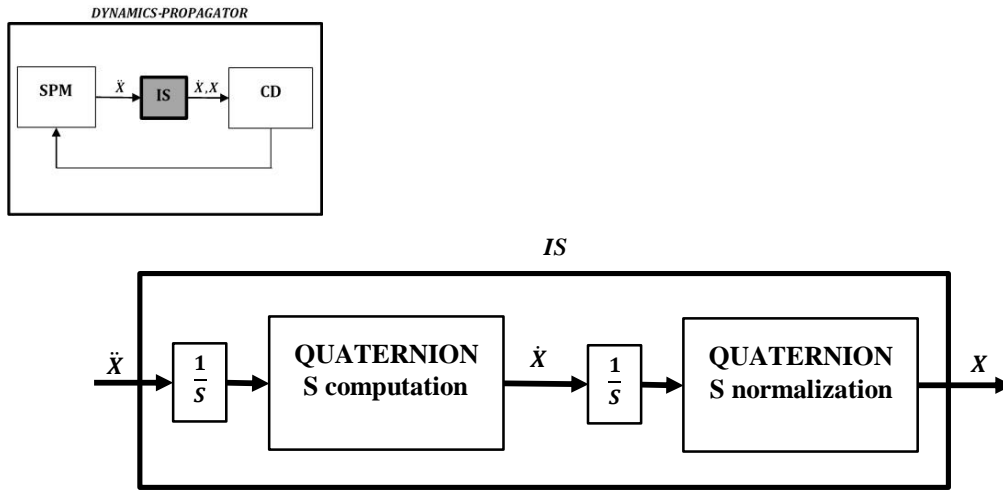 DYNAMICS-PROPAGATOR
SPM
Ẍ
IS
Ẋ, X
CD
IS
Ẍ
1
S
QUATERNION
S computation
Ẋ
1
S
QUATERNION
S normalization
X